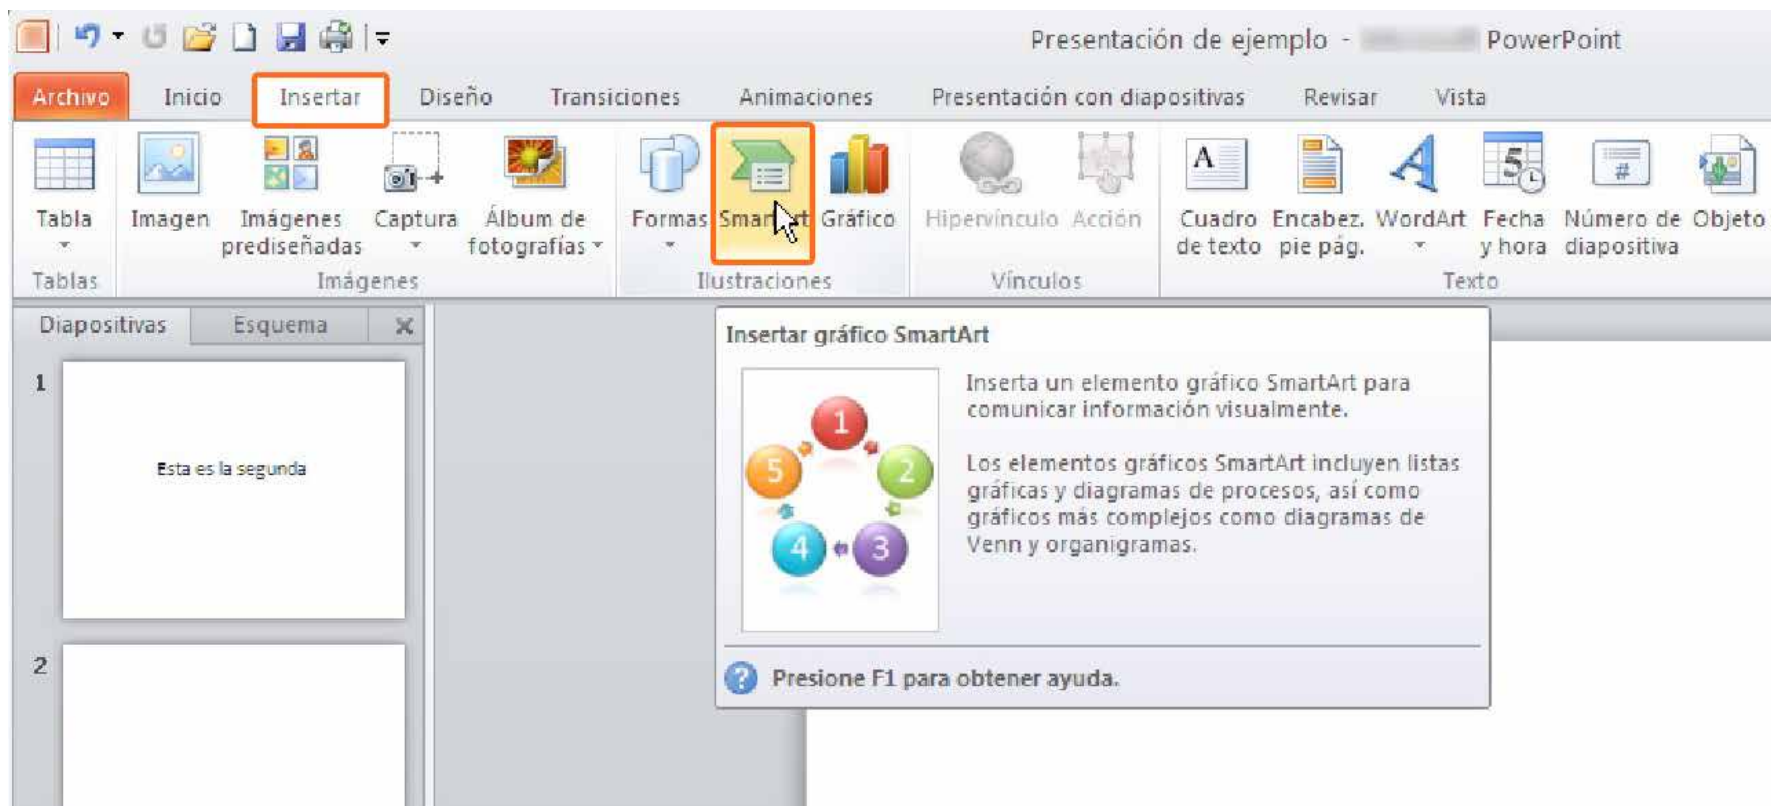 Presentación de ejemplo - PowerPoint
Archivo Inicio Insertar Diseño Transiciones Animaciones Presentación con diapositivas Revisar Vista
Tabla
Imagen
Imágenes
prediseñadas
Captura
Álbum de
fotografías
Formas
SmartArt
Gráfico
Hipervínculo
Acción
Cuadro
de texto
Encabez.
pie pág.
WordArt
Fecha
y hora
Número de
diapositiva
Objeto
A
A
5
#
Tablas Imágenes Ilustraciones Vínculos Texto
Diapositivas Esquema
1
Esta es la segunda
2
Insertar gráfico SmartArt
1
2
3
4
5
Inserta un elemento gráfico SmartArt para
comunicar información visualmente.
Los elementos gráficos SmartArt incluyen listas
gráficas y diagramas de procesos, así como
gráficos más complejos como diagramas de
Venn y organigramas.
Presione F1 para obtener ayuda.